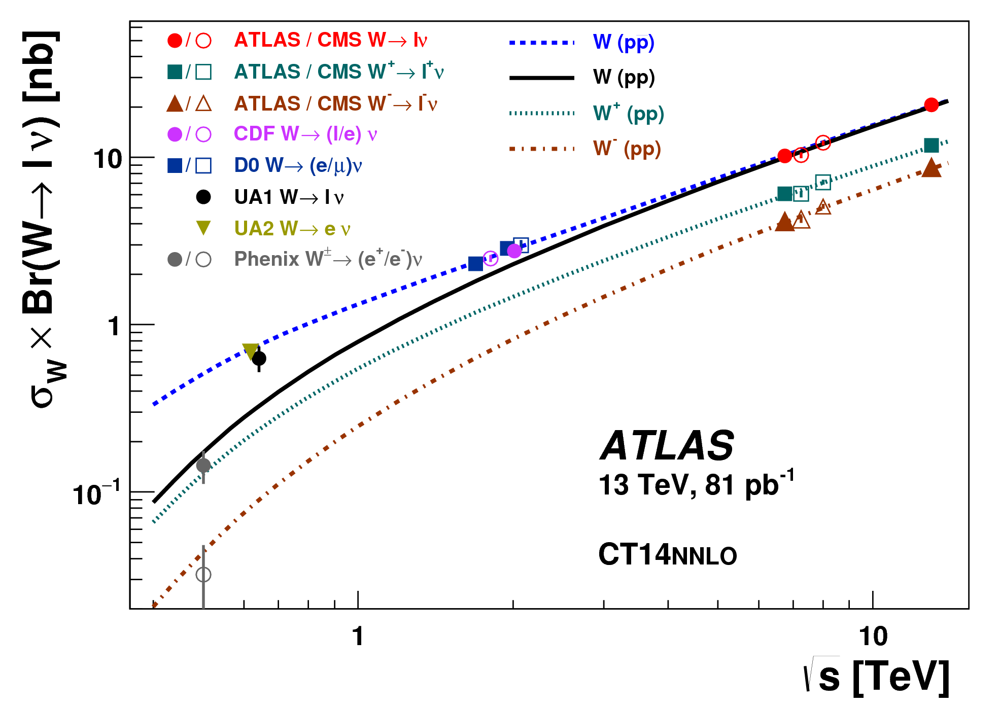 σ_W × Br(W→ l ν) [nb]
●/○ ATLAS / CMS W→ lν
■/□ ATLAS / CMS W⁺→ l⁺ν
▲/△ ATLAS / CMS W⁻→ l⁻ν
●/○ CDF W→ (l/e) ν
■/□ D0 W→ (e/μ)ν
● UA1 W→ l ν
▼ UA2 W→ e ν
●/○ Phenix W^±→ (e⁺/e⁻)ν
W (pp̅)
W (pp)
W⁺ (pp)
W⁻ (pp)
10
1
10⁻¹
ATLAS
13 TeV, 81 pb⁻¹
CT14NNLO
1
10
√s [TeV]